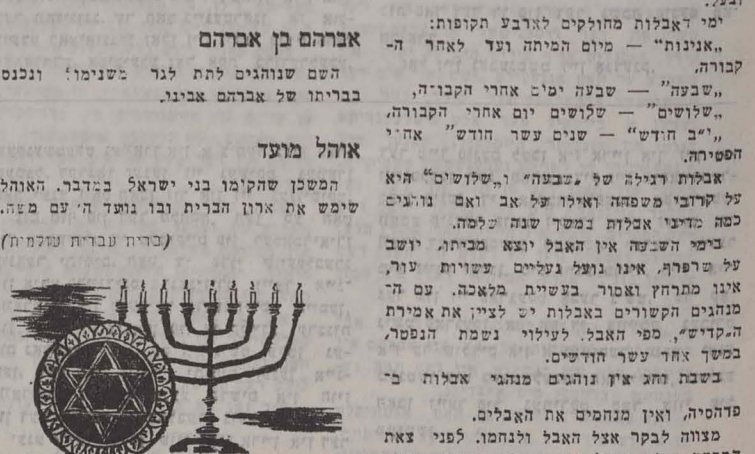 ימי האבלות מחולקים לארבע תקופות:
„אנינות" — מיום המיתה ועד לאחר ה-
קבורה.
„שבעה" — שבעה ימים אחרי הקבורה,
„שלושים" — שלושים יום אחרי הקבורה,
„י״ב חודש" — שנים עשר חודש" אחרי
הפטירה.
אבלות רגילה של „שבעה" ו„שלושים" היא
על קרובי משפחה ואילו על אב ואם נוהגים
כמה מדיני אבלות במשך שנה שלמה.
בימי השבעה אין האבל יוצא מביתו, יושב
על שרפרף, אינו נועל נעליים עשויות עור,
אינו מתרחץ ואסור בעשיית מלאכה. עם ה-
מנהגים הקשורים באבלות יש לציין את אמירת
ה„קדיש", מפי האבל, לעילוי נשמת הנפטר,
במשך אחד עשר חודשים.
בשבת וחג אין נוהגים מנהגי אבלות ב-
פרהסיה, ואין מנחמים את האבלים.
מצווה לבקר אצל האבל ולנחמו. לפני צאת
אברהם בן אברהם
השם שנוהגים לתת לגר משנימול ונכנס
בבריתו של אברהם אבינו.
אוהל מועד
המשכן שהקימו בני ישראל במדבר. האוהל
שימש את ארון הברית ובו נועד ה׳ עם משה.
(ברית עברית עולמית)